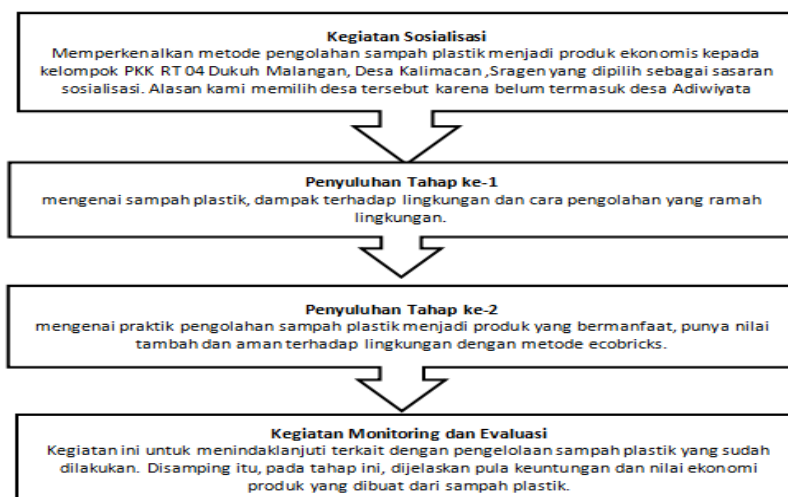 Kegiatan Sosialisasi
Memperkenalkan metode pengolahan sampah plastik menjadi produk ekonomis kepada
kelompok PKK RT 04 Dukuh Malangan, Desa Kalimacan ,Sragen yang dipilih sebagai sasaran
sosialisasi. Alasan kami memilih desa tersebut karena belum termasuk desa Adiwiyata
Penyuluhan Tahap ke-1
mengenai sampah plastik, dampak terhadap lingkungan dan cara pengolahan yang ramah
lingkungan.
Penyuluhan Tahap ke-2
mengenai praktik pengolahan sampah plastik menjadi produk yang bermanfaat, punya nilai
tambah dan aman terhadap lingkungan dengan metode ecobricks.
Kegiatan Monitoring dan Evaluasi
Kegiatan ini untuk menindaklanjuti terkait dengan pengelolaan sampah plastik yang sudah
dilakukan. Disamping itu, pada tahap ini, dijelaskan pula keuntungan dan nilai ekonomi
produk yang dibuat dari sampah plastik.